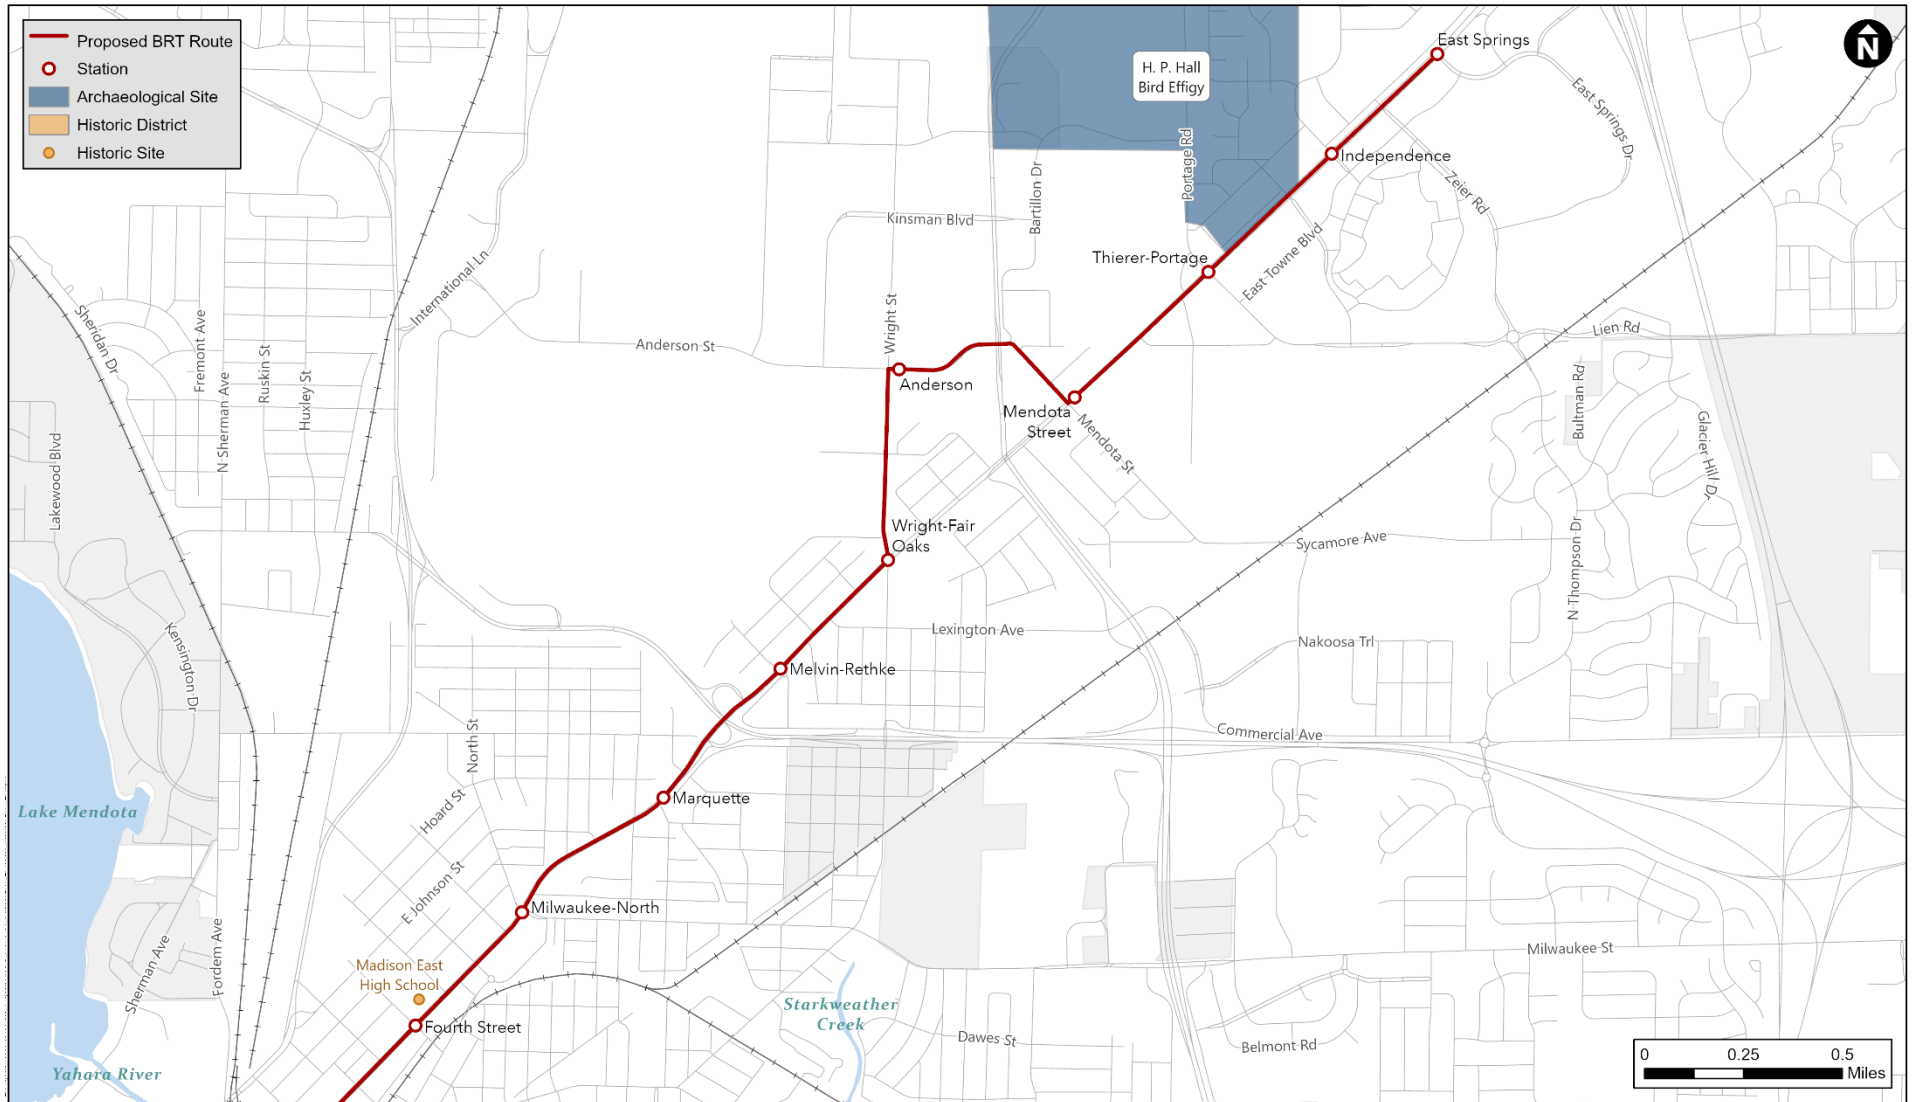 Proposed BRT Route
Station
Archaeological Site
Historic District
Historic Site
N
East Springs
H. P. Hall
Bird Effigy
East Springs Dr
Independence
Portage Rd
Bartillon Dr
Zeier Rd
Kinsman Blvd
East Towne Blvd
Thierer-Portage
International Ln
Wright St
Sheridan Dr
Fremont Ave
N Sherman Ave
Ruskin St
Huxley St
Anderson St
Lien Rd
Anderson
Mendota
Street
Mendota St
Bultman Rd
Glacier Hill Dr
Lakewood Blvd
Wright-Fair
Oaks
Sycamore Ave
N Thompson Dr
Lexington Ave
Nakoosa Trl
Kensington Dr
Melvin-Rethke
North St
Commercial Ave
Marquette
Lake Mendota
Hoard St
E Johnson St
Milwaukee-North
Milwaukee St
Sherman Ave
Fordem Ave
Madison East
High School
Fourth Street
Starkweather
Creek
Dawes St
Belmont Rd
Yahara River
0 0.25 0.5
Miles